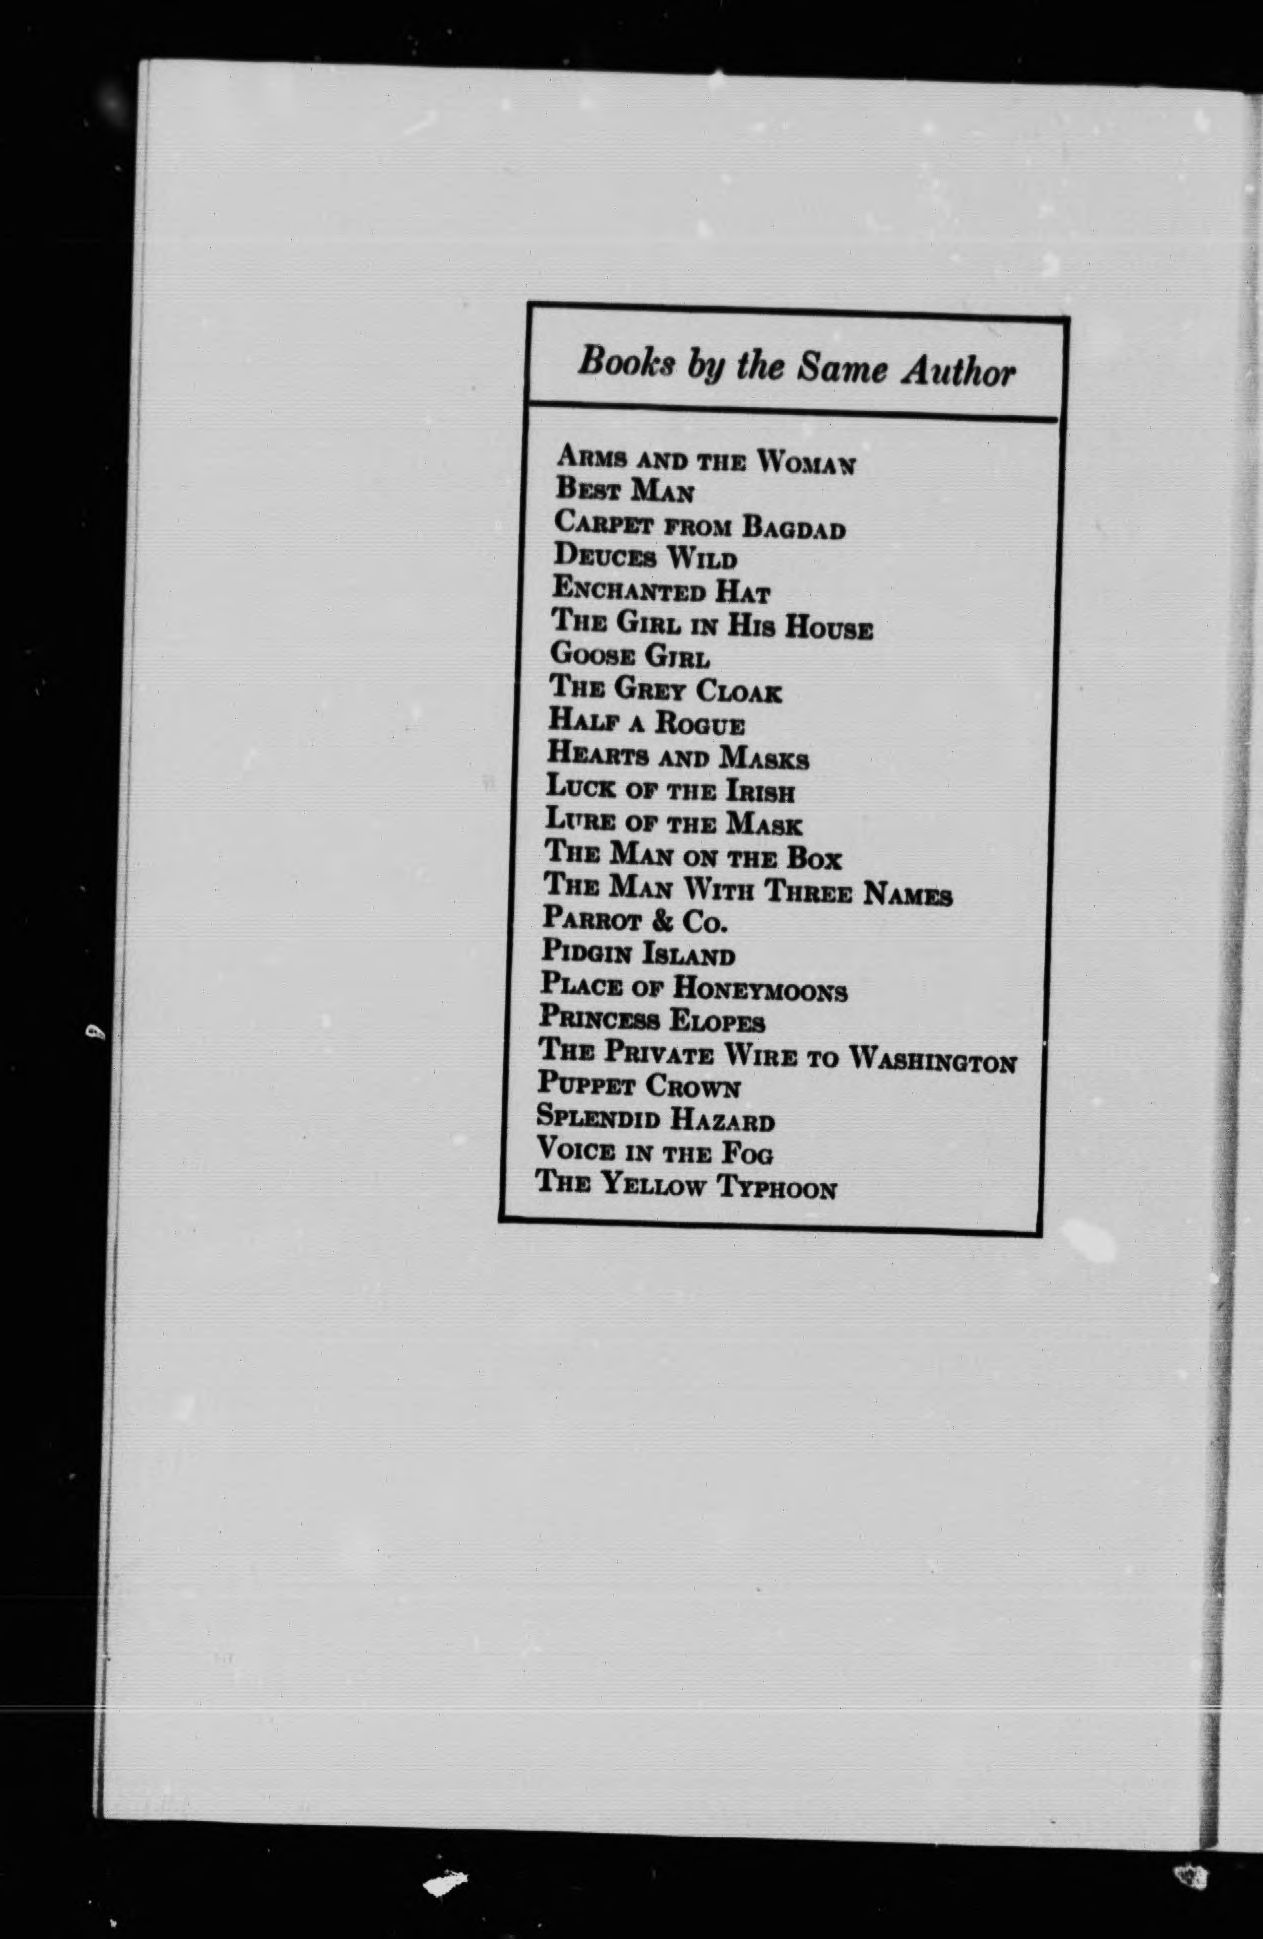 Books by the Same Author
ARMS AND THE WOMAN
BEST MAN
CARPET FROM BAGDAD
DEUCES WILD
ENCHANTED HAT
THE GIRL IN HIS HOUSE
GOOSE GIRL
THE GREY CLOAK
HALF A ROGUE
HEARTS AND MASKS
LUCK OF THE IRISH
LURE OF THE MASK
THE MAN ON THE BOX
THE MAN WITH THREE NAMES
PARROT & CO.
PIDGIN ISLAND
PLACE OF HONEYMOONS
PRINCESS ELOPES
THE PRIVATE WIRE TO WASHINGTON
PUPPET CROWN
SPLENDID HAZARD
VOICE IN THE FOG
THE YELLOW TYPHOON